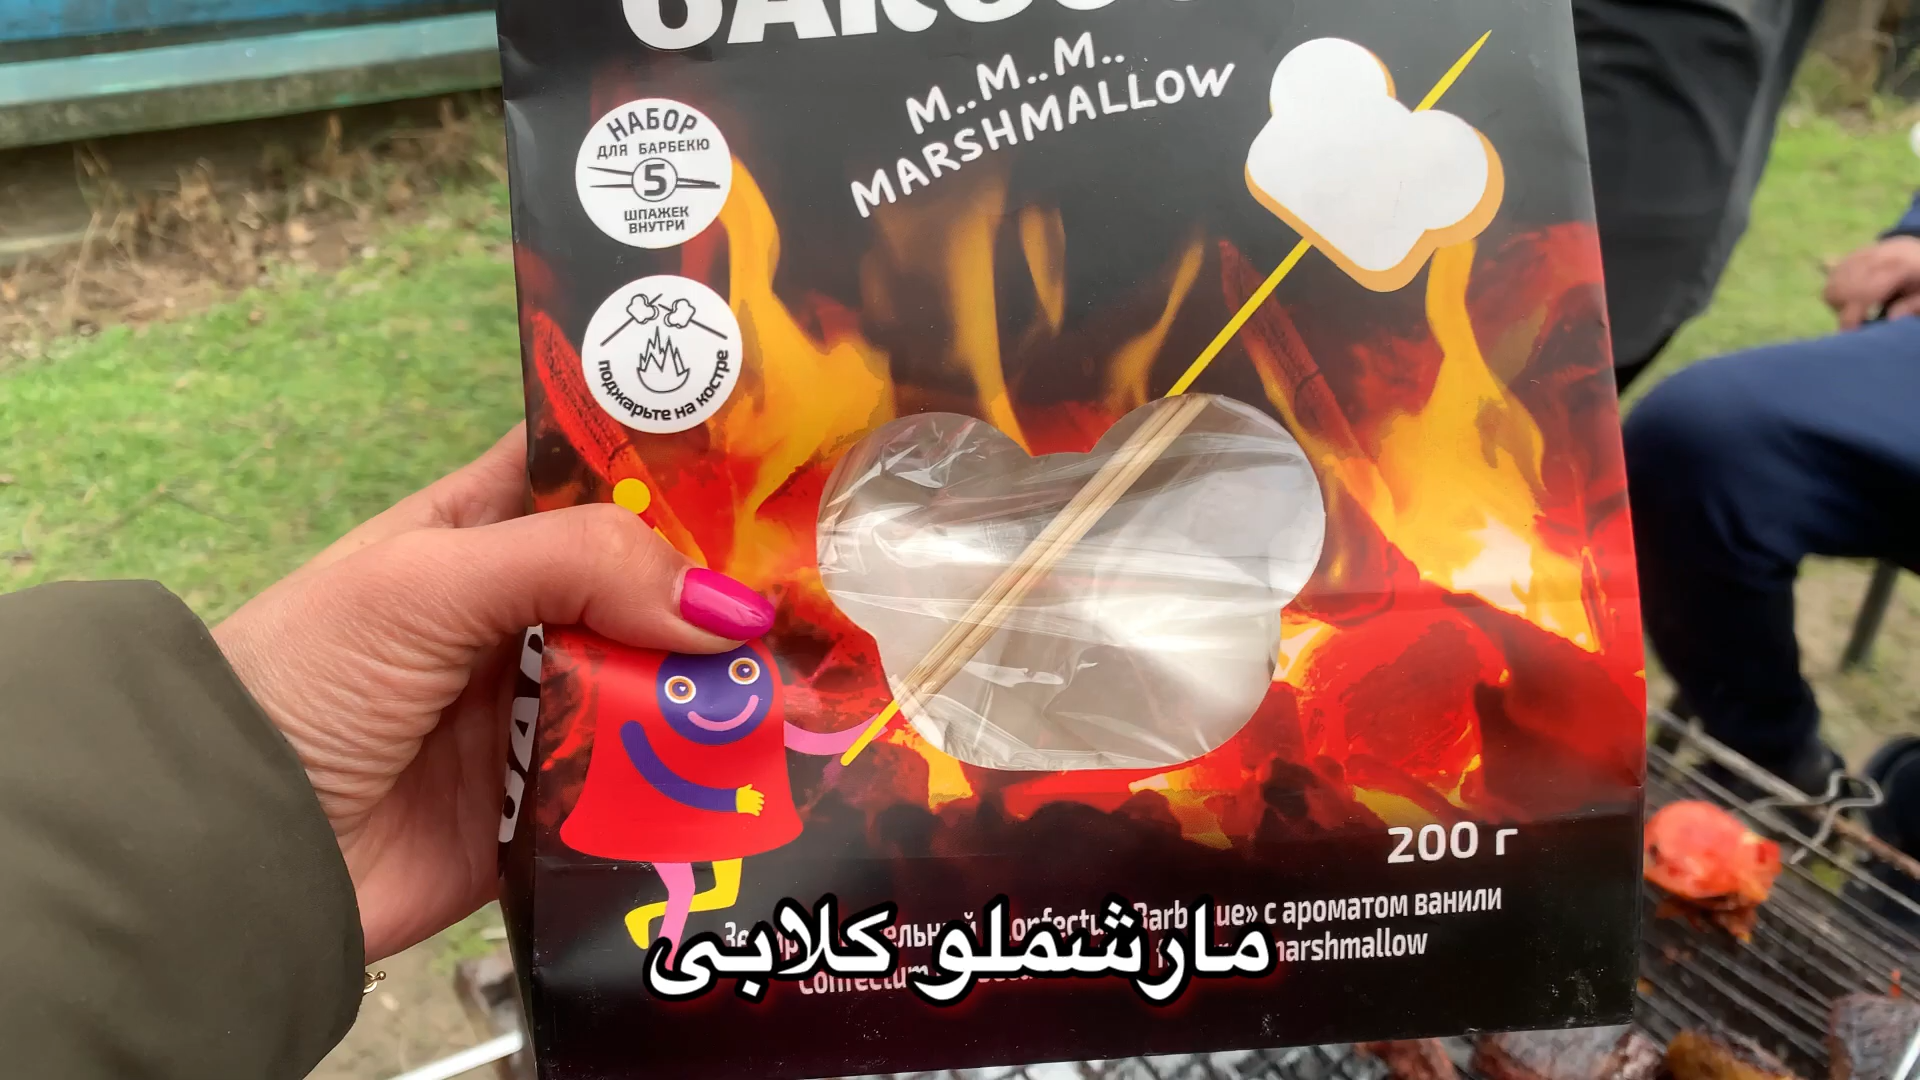 M..M..M..
MARSHMALLOW
НАБОР
ДЛЯ БАРБЕКЮ
5
ШПАЖЕК
ВНУТРИ
поджарьте на костре
200 г
с ароматом ванили
marshmallow
مارشملو کلابی